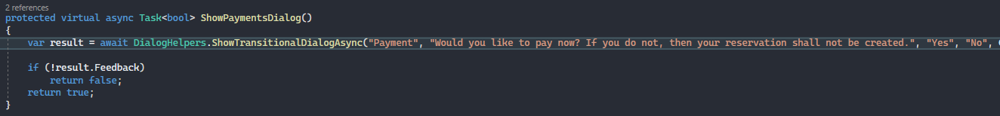 2 references
protected virtual async Task<bool> ShowPaymentsDialog()
{
var result = await DialogHelpers.ShowTransitionalDialogAsync("Payment", "Would you like to pay now? If you do not, then your reservation shall not be created.", "Yes", "No",
if (!result.Feedback)
return false;
return true;
}